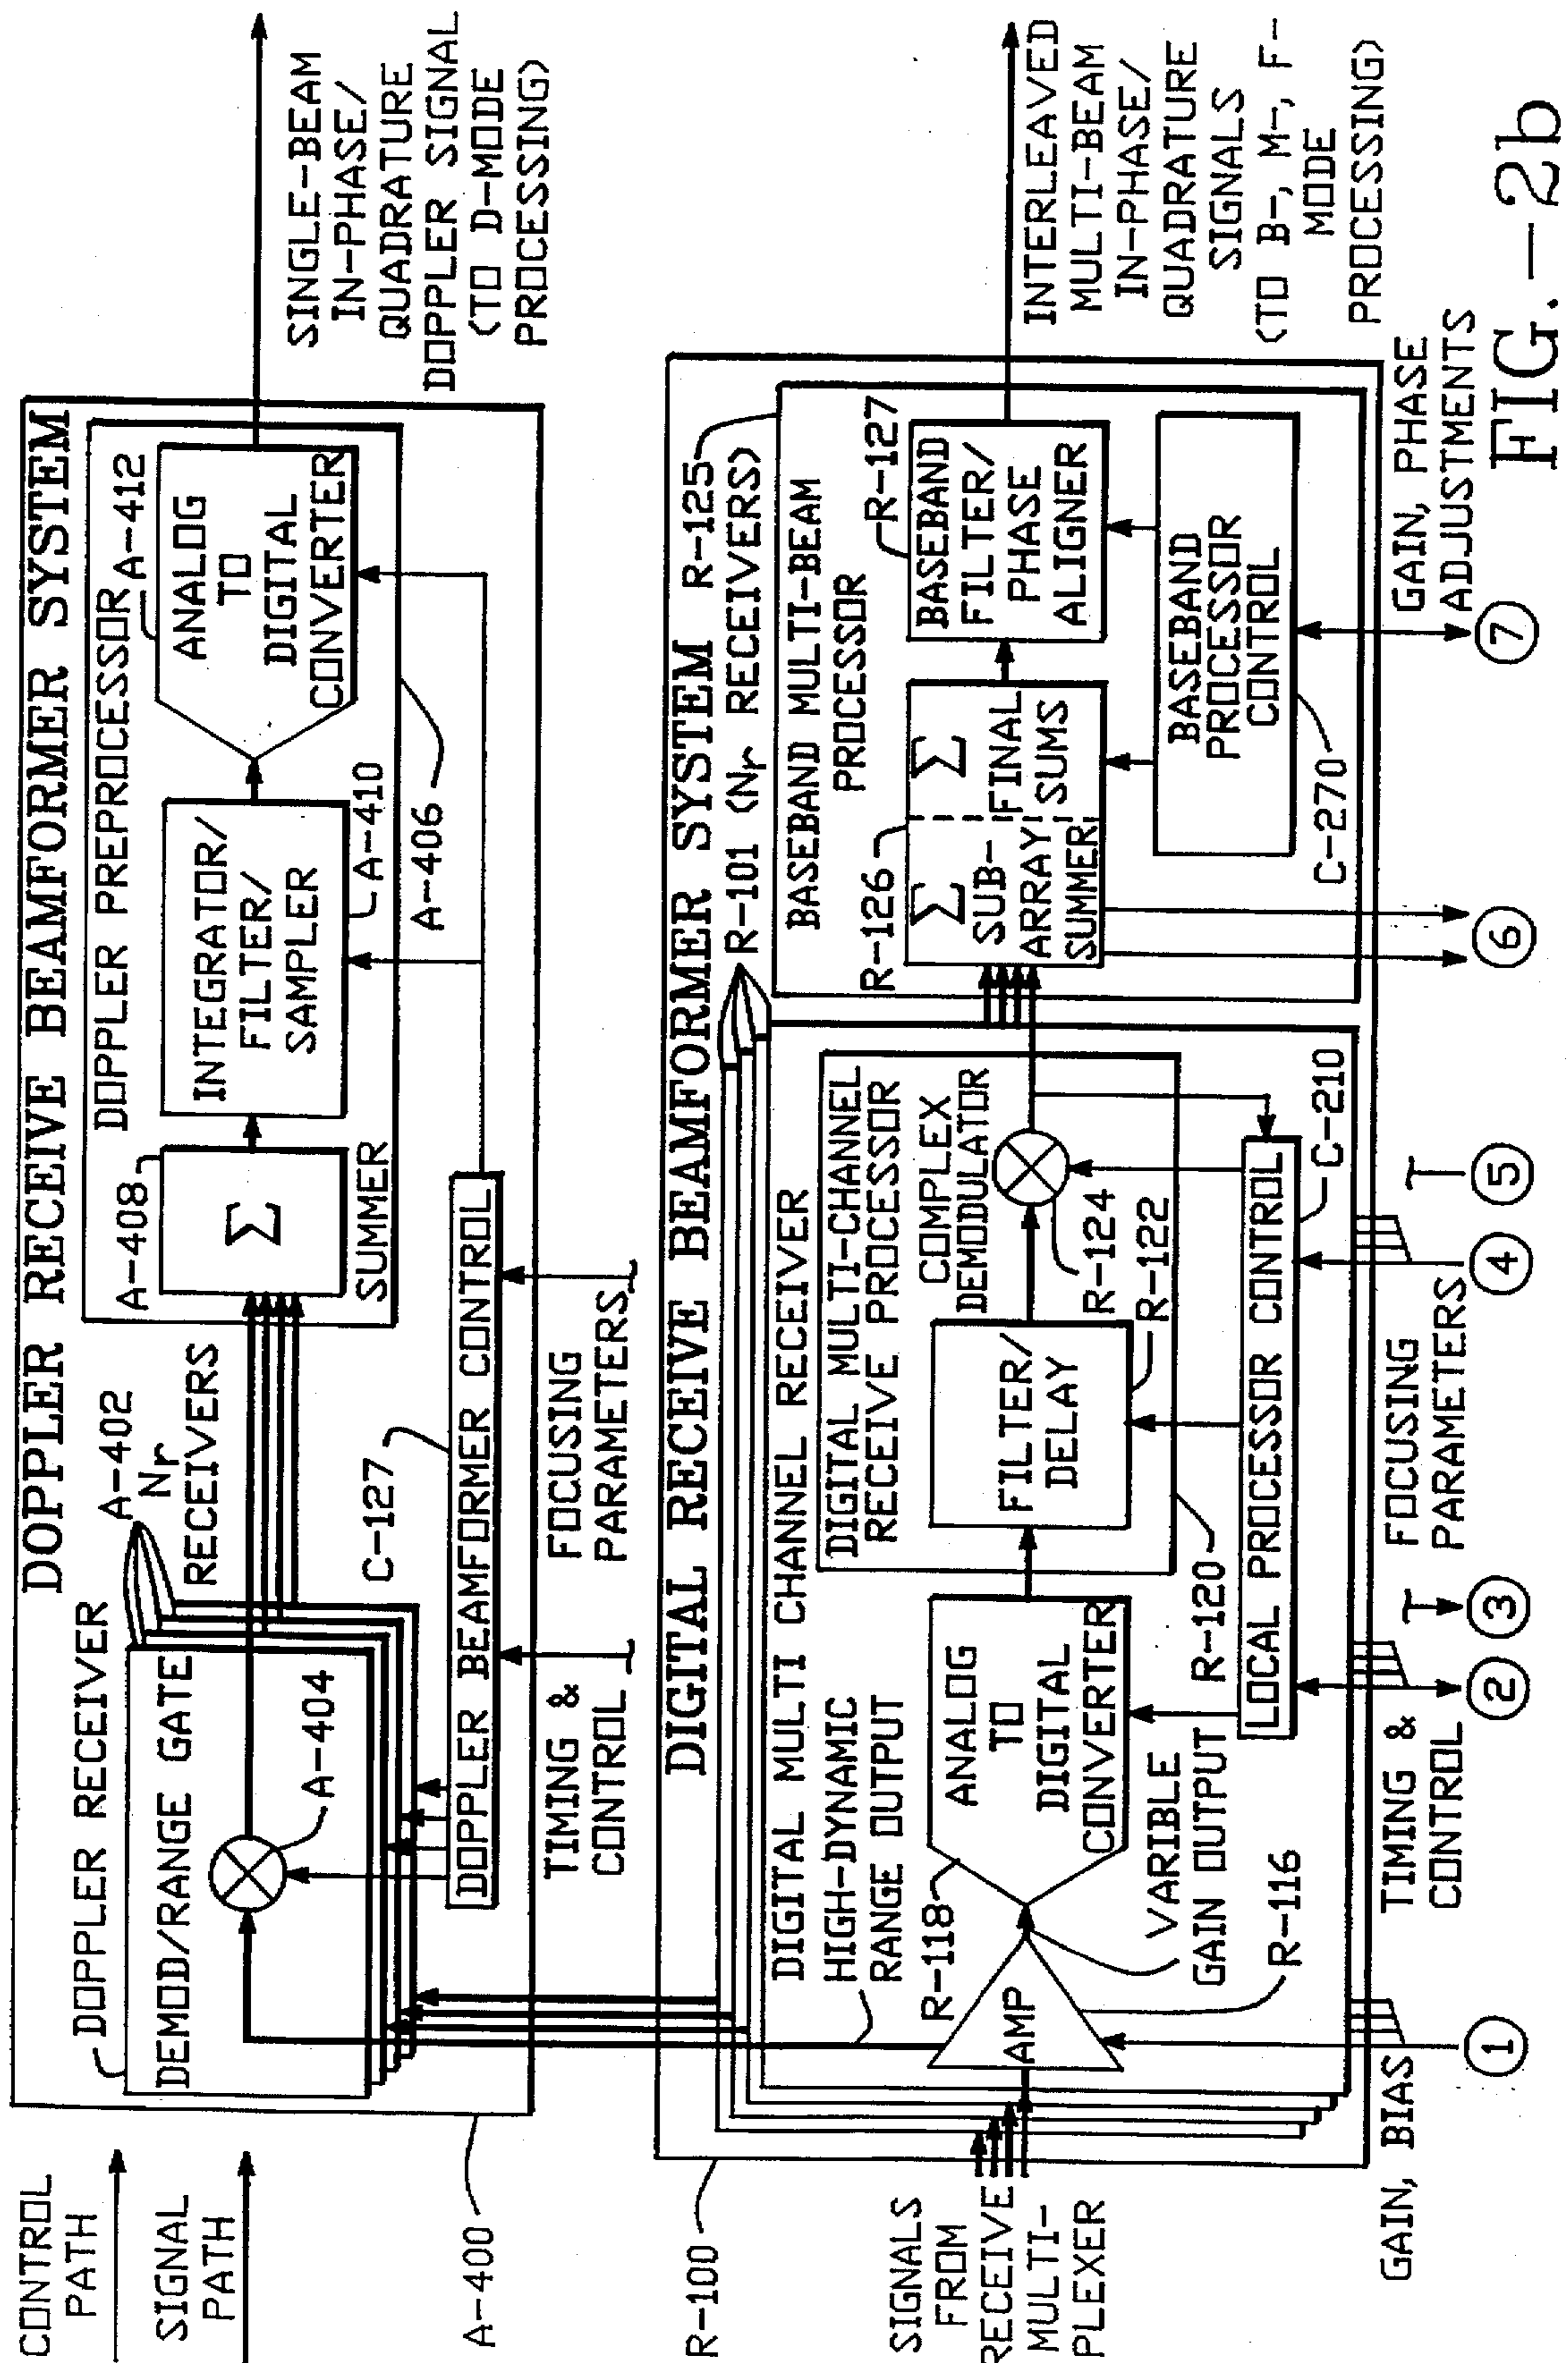 CONTROL
PATH
SIGNAL
PATH
A-400
DOPPLER RECEIVE BEAMFORMER SYSTEM
DOPPLER RECEIVER
DEMOD/RANGE GATE
A-404
A-402
Nr
RECEIVERS
DOPPLER PREPROCESSOR
A-408
Σ
SUMMER
INTEGRATOR/
FILTER/
SAMPLER
A-410
A-406
A-412
ANALOG
TO
DIGITAL
CONVERTER
C-127
DOPPLER BEAMFORMER CONTROL
TIMING &
CONTROL
FOCUSING
PARAMETERS
SINGLE-BEAM
IN-PHASE/
QUADRATURE
DOPPLER SIGNAL
(TO D-MODE
PROCESSING)
R-100
DIGITAL RECEIVE BEAMFORMER SYSTEM
R-125
R-101 (Nr RECEIVERS)
DIGITAL MULTI CHANNEL RECEIVER
HIGH-DYNAMIC
RANGE OUTPUT
SIGNALS
FROM
RECEIVE
MULTI-
PLEXER
AMP
R-116
R-118
VARIBLE
GAIN OUTPUT
ANALOG
TO
DIGITAL
CONVERTER
DIGITAL MULTI-CHANNEL
RECEIVE PROCESSOR
R-120
FILTER/
DELAY
R-122
COMPLEX
DEMODULATOR
R-124
LOCAL PROCESSOR CONTROL
C-210
BASEBAND MULTI-BEAM
PROCESSOR
R-126
Σ Σ
SUB- FINAL
ARRAY SUMS
SUMMER
R-127
BASEBAND
FILTER/
PHASE
ALIGNER
BASEBAND
PROCESSOR
CONTROL
C-270
INTERLEAVED
MULTI-BEAM
IN-PHASE/
QUADRATURE
SIGNALS
(TO B-, M-, F-
MODE
PROCESSING)
GAIN, BIAS
TIMING &
CONTROL
FOCUSING
PARAMETERS
GAIN, PHASE
ADJUSTMENTS
1 2 3 4 5 6 7
FIG.-2b